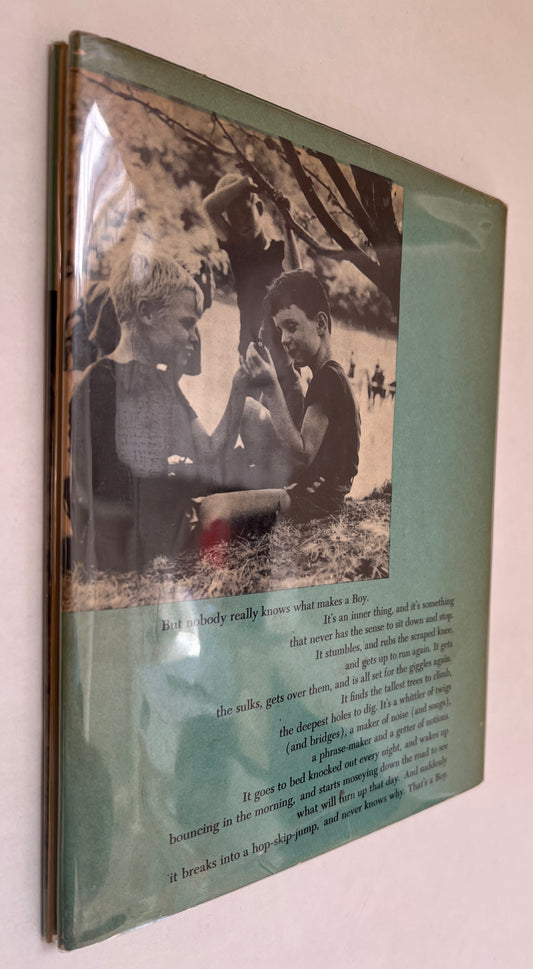 But nobody really knows what makes a Boy.
It's an inner thing, and it's something
that never has the sense to sit down and stop.
It stumbles, and rubs the scraped knee,
and gets up to run again. It gets
the sulks, gets over them, and is all set for the giggles again.
It finds the tallest trees to climb,
the deepest holes to dig. It's a whittler of twigs
(and bridges), a maker of noise (and songs),
a phrase-maker and a getter of notions.
It goes to bed knocked out every night, and wakes up
bouncing in the morning, and starts moseying down the road to see
what will turn up that day. And suddenly
it breaks into a hop-skip-jump, and never knows why. That's a Boy.